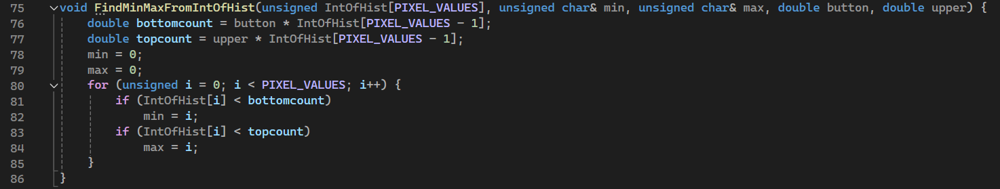 75 void FindMinMaxFromIntOfHist(unsigned IntOfHist[PIXEL_VALUES], unsigned char& min, unsigned char& max, double button, double upper) {
76 double bottomcount = button * IntOfHist[PIXEL_VALUES - 1];
77 double topcount = upper * IntOfHist[PIXEL_VALUES - 1];
78 min = 0;
79 max = 0;
80 for (unsigned i = 0; i < PIXEL_VALUES; i++) {
81 if (IntOfHist[i] < bottomcount)
82 min = i;
83 if (IntOfHist[i] < topcount)
84 max = i;
85 }
86 }